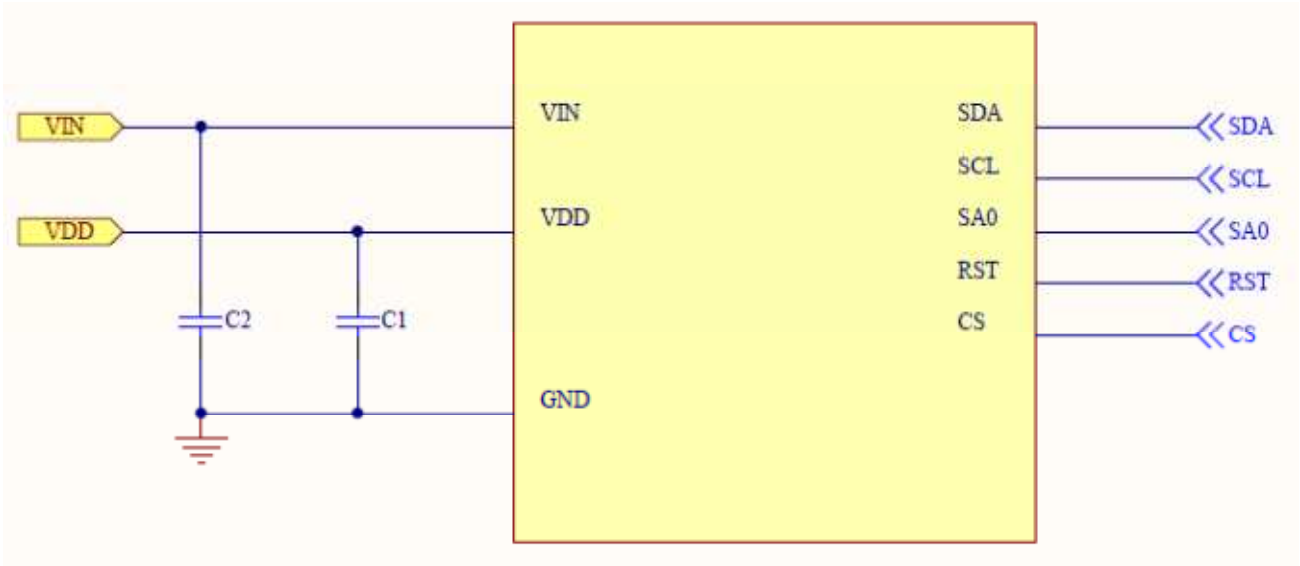 VIN
VIN
SDA
SDA
SCL
SCL
VDD
VDD
SA0
SA0
RST
RST
C2
C1
CS
CS
GND